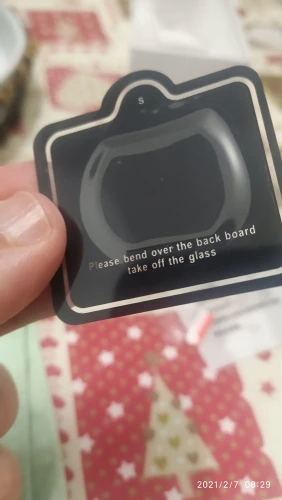 S
Please bend over the back board
take off the glass
2021/2/7 08:29